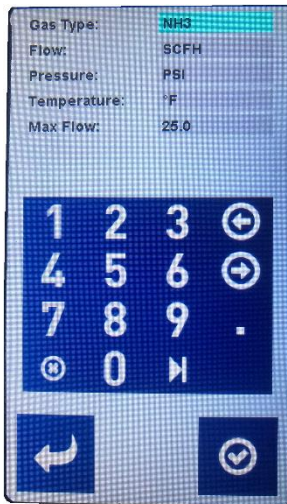 Gas Type: NH3
Flow: SCFH
Pressure: PSI
Temperature: °F
Max Flow: 25.0
1 2 3
4 5 6
7 8 9 .
0